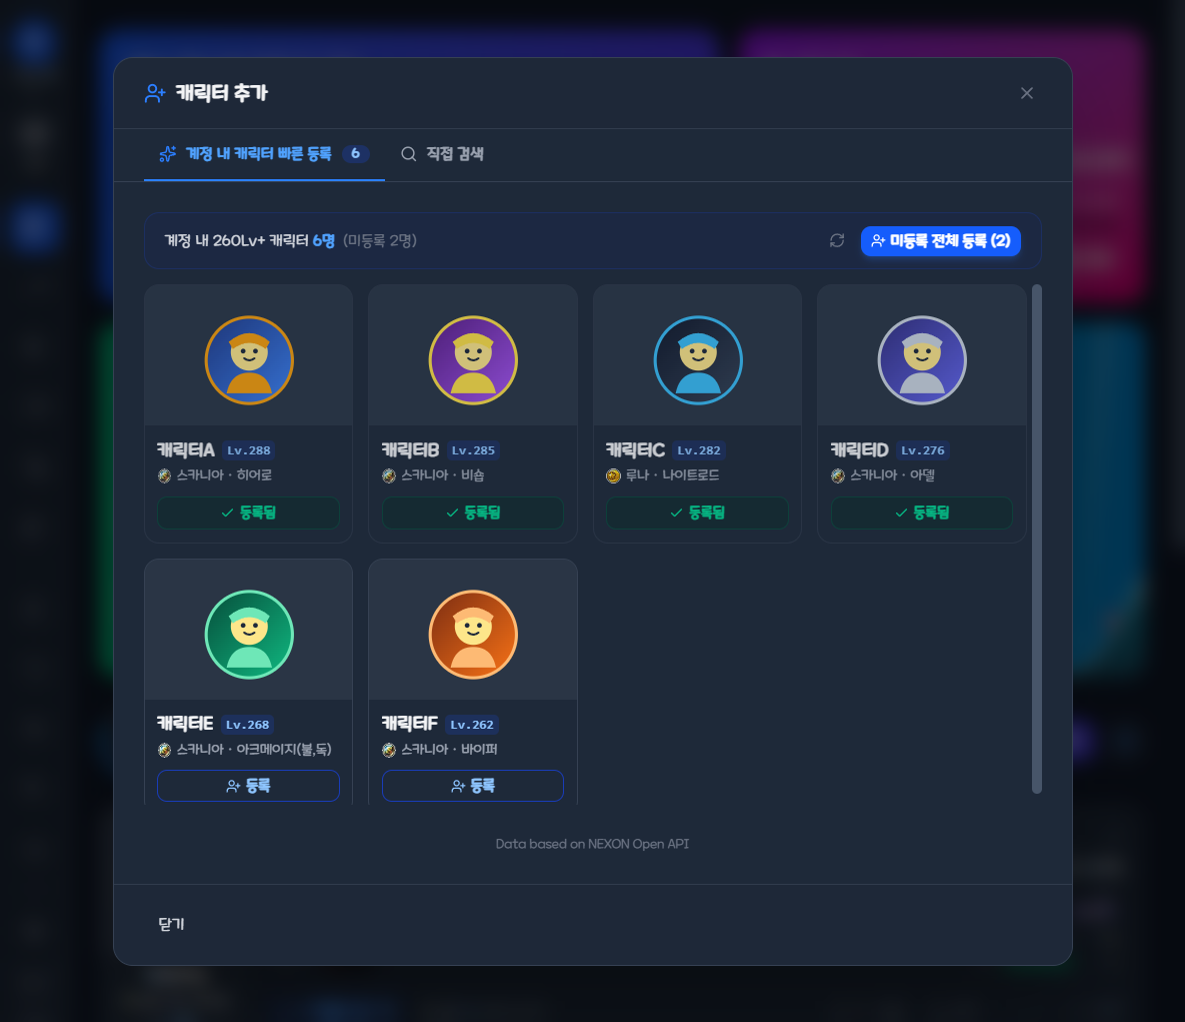 캐릭터 추가
계정 내 캐릭터 빠른 등록 6
직접 검색
계정 내 260Lv+ 캐릭터 6명 (미등록 2명)
미등록 전체 등록 (2)
캐릭터A Lv.288
스카니아 · 히어로
등록됨
캐릭터B Lv.285
스카니아 · 비숍
등록됨
캐릭터C Lv.282
루나 · 나이트로드
등록됨
캐릭터D Lv.276
스카니아 · 아델
등록됨
캐릭터E Lv.268
스카니아 · 아크메이지(불,독)
등록
캐릭터F Lv.262
스카니아 · 바이퍼
등록
Data based on NEXON Open API
닫기